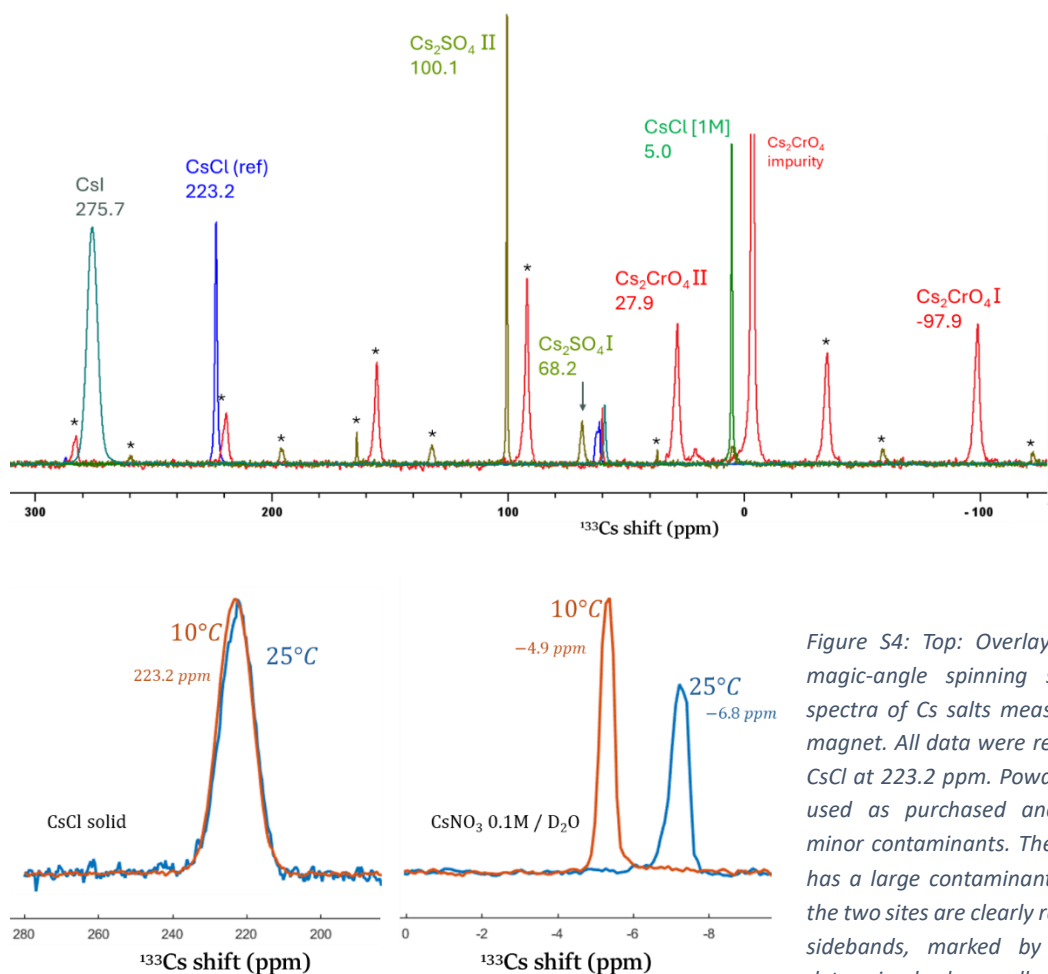 Cs₂SO₄ II
100.1
CsCl [1M]
5.0
Cs₂CrO₄
impurity
CsCl (ref)
223.2
CsI
275.7
*
Cs₂CrO₄ II
27.9
Cs₂CrO₄ I
-97.9
*
*
Cs₂SO₄ I
68.2
*
*
*
*
*
*
*
*
*
300
200
100
0
-100
¹³³Cs shift (ppm)
10°C
223.2 ppm
25°C
CsCl solid
280
260
240
220
200
¹³³Cs shift (ppm)
10°C
−4.9 ppm
25°C
−6.8 ppm
CsNO₃ 0.1M / D₂O
0
-2
-4
-6
-8
¹³³Cs shift (ppm)
Figure S4: Top: Overlay
magic-angle spinning
spectra of Cs salts
magnet. All data were
CsCl at 223.2 ppm.
used as purchased
minor contaminants.
has a large contaminant
the two sites are clearly
sidebands, marked by